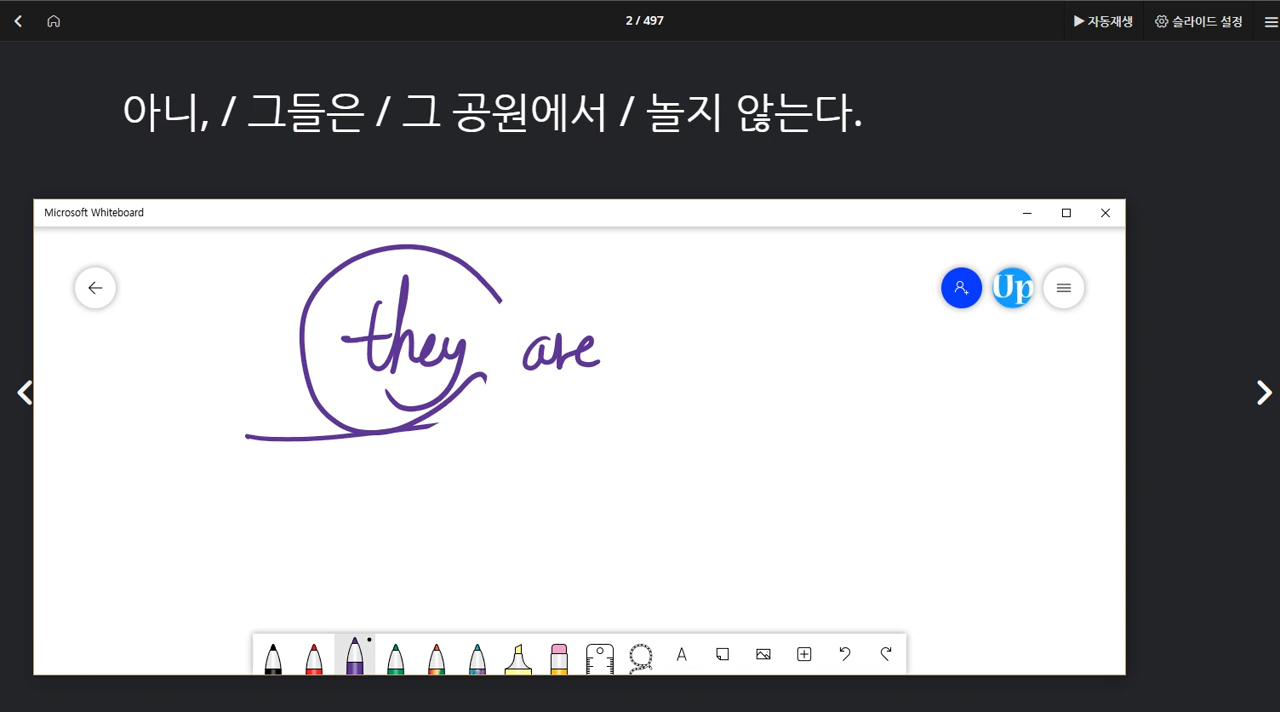 2 / 497
자동재생
슬라이드 설정
아니, / 그들은 / 그 공원에서 / 놀지 않는다.
Microsoft Whiteboard
Up
they are